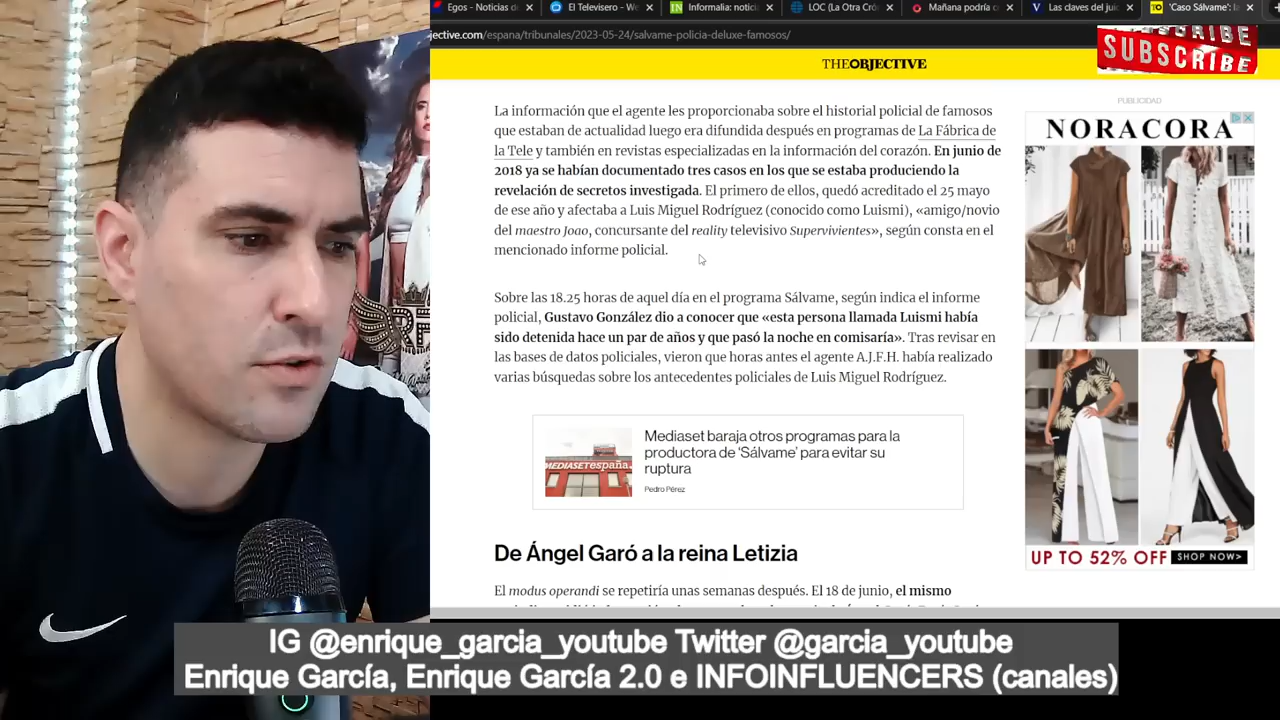 Egos - Noticias de
El Televisero - We
Informalia: notici
LOC (La Otra Cró
Mañana podría c
Las claves del juic
'Caso Sálvame': la
jective.com/espana/tribunales/2023-05-24/salvame-policia-deluxe-famosos/
SUBSCRIBE
THEOBJECTIVE
La información que el agente les proporcionaba sobre el historial policial de famosos
que estaban de actualidad luego era difundida después en programas de La Fábrica de
la Tele y también en revistas especializadas en la información del corazón. En junio de
2018 ya se habían documentado tres casos en los que se estaba produciendo la
revelación de secretos investigada. El primero de ellos, quedó acreditado el 25 mayo
de ese año y afectaba a Luis Miguel Rodríguez (conocido como Luismi), «amigo/novio
del maestro Joao, concursante del reality televisivo Supervivientes», según consta en el
mencionado informe policial.
Sobre las 18.25 horas de aquel día en el programa Sálvame, según indica el informe
policial, Gustavo González dio a conocer que «esta persona llamada Luismi había
sido detenida hace un par de años y que pasó la noche en comisaría». Tras revisar en
las bases de datos policiales, vieron que horas antes el agente A.J.F.H. había realizado
varias búsquedas sobre los antecedentes policiales de Luis Miguel Rodríguez.
MEDIASETespaña.
Mediaset baraja otros programas para la
productora de 'Sálvame' para evitar su
ruptura
Pedro Pérez
De Ángel Garó a la reina Letizia
El modus operandi se repetiría unas semanas después. El 18 de junio, el mismo
PUBLICIDAD
NORACORA
UP TO 52% OFF
SHOP NOW>
IG @enrique_garcia_youtube Twitter @garcia_youtube
Enrique García, Enrique García 2.0 e INFOINFLUENCERS (canales)